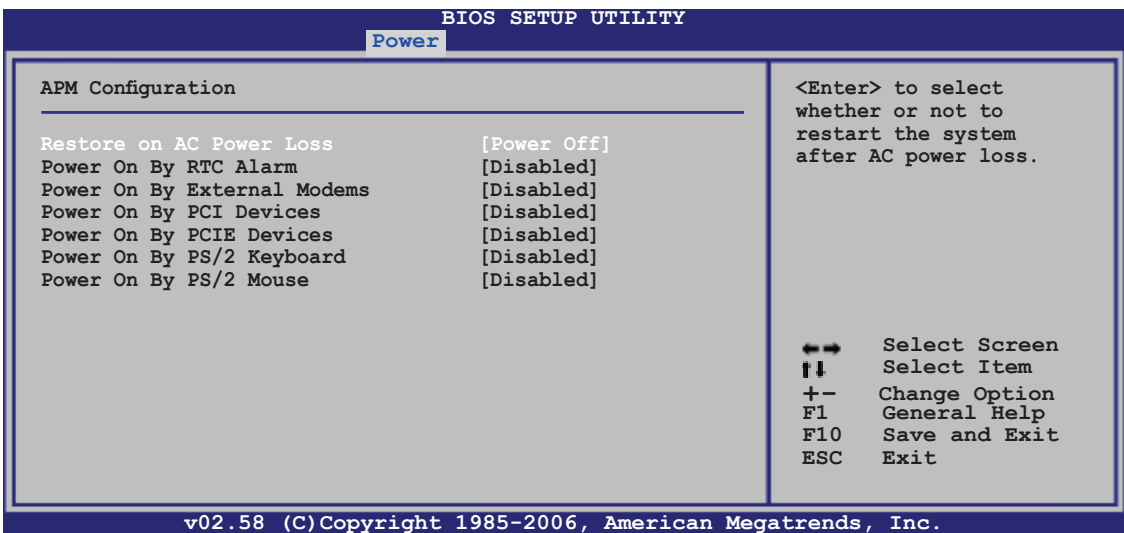 BIOS SETUP UTILITY
Power
APM Configuration
Restore on AC Power Loss [Power Off]
Power On By RTC Alarm [Disabled]
Power On By External Modems [Disabled]
Power On By PCI Devices [Disabled]
Power On By PCIE Devices [Disabled]
Power On By PS/2 Keyboard [Disabled]
Power On By PS/2 Mouse [Disabled]
<Enter> to select
whether or not to
restart the system
after AC power loss.
←→ Select Screen
↑↓ Select Item
+- Change Option
F1 General Help
F10 Save and Exit
ESC Exit
v02.58 (C)Copyright 1985-2006, American Megatrends, Inc.